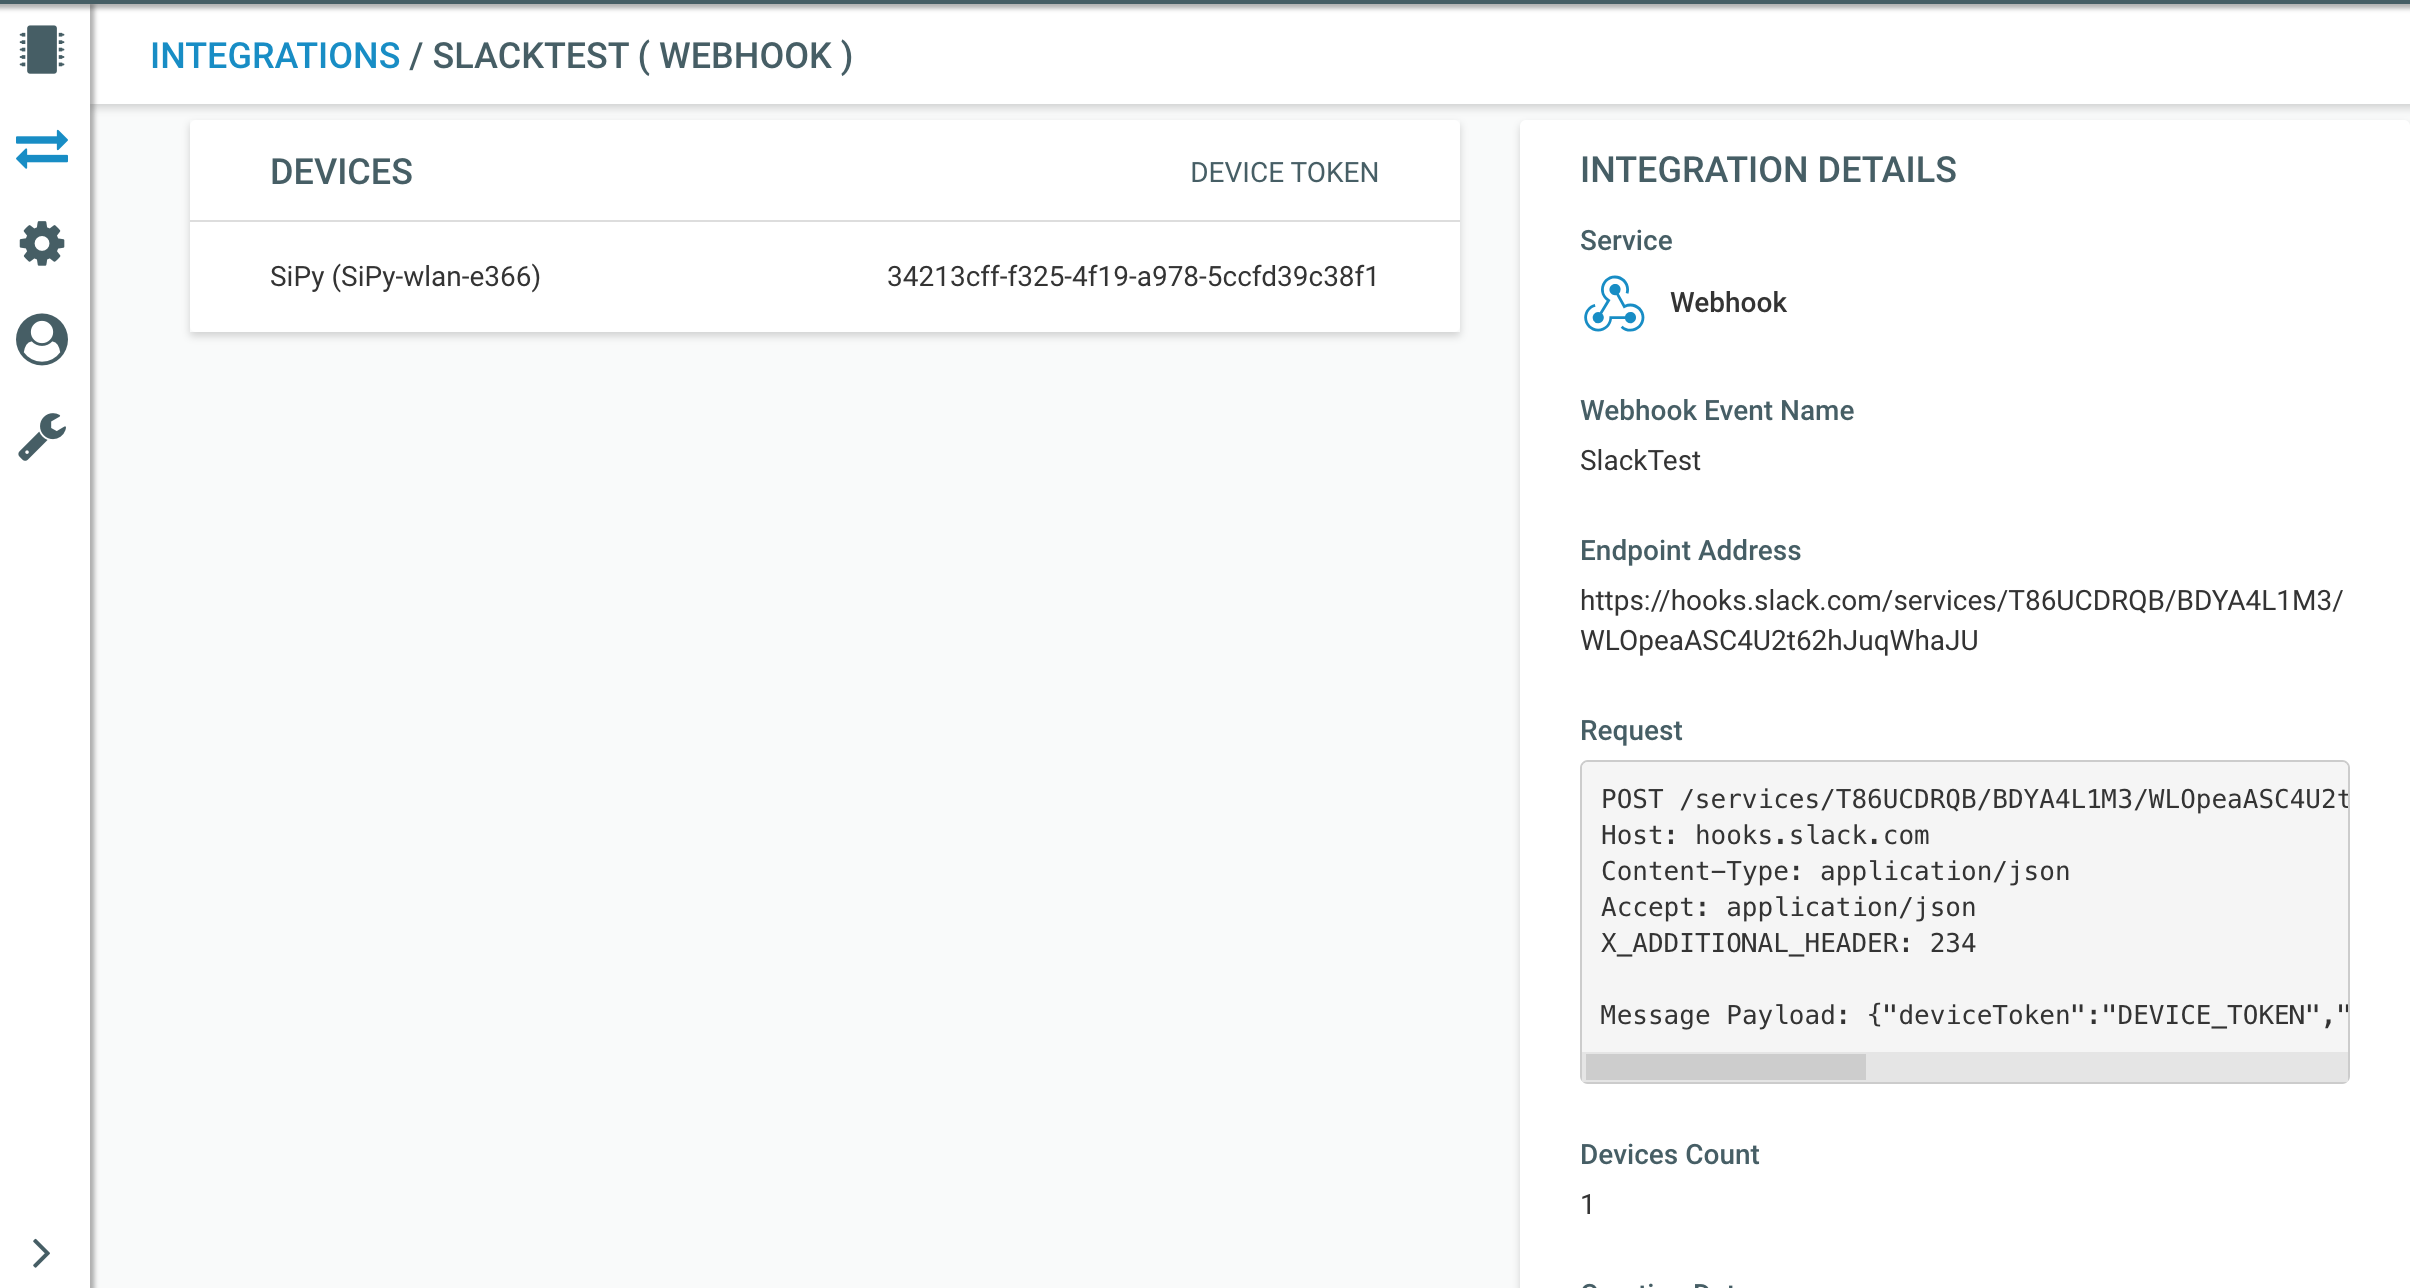 INTEGRATIONS / SLACKTEST ( WEBHOOK )
DEVICES DEVICE TOKEN
SiPy (SiPy-wlan-e366) 34213cff-f325-4f19-a978-5ccfd39c38f1
INTEGRATION DETAILS
Service
Webhook
Webhook Event Name
SlackTest
Endpoint Address
https://hooks.slack.com/services/T86UCDRQB/BDYA4L1M3/
WLOpeaASC4U2t62hJuqWhaJU
Request
POST /services/T86UCDRQB/BDYA4L1M3/WLOpeaASC4U2t
Host: hooks.slack.com
Content-Type: application/json
Accept: application/json
X_ADDITIONAL_HEADER: 234
Message Payload: {"deviceToken":"DEVICE_TOKEN","
Devices Count
1